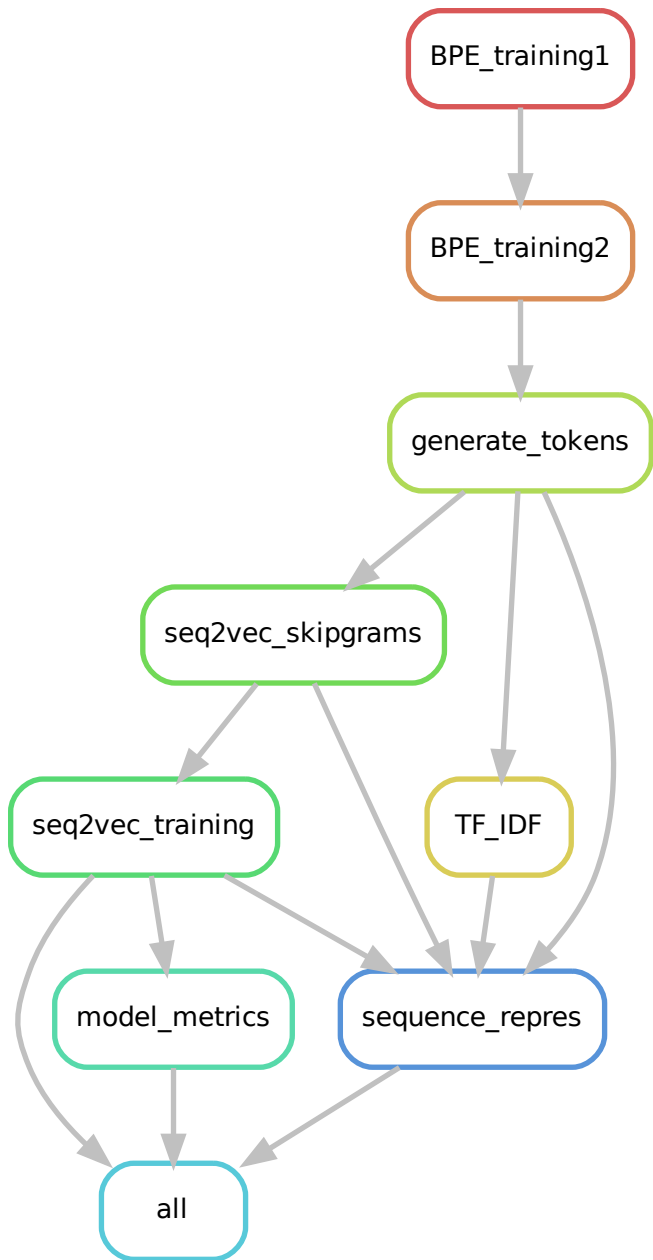 BPE_training1
BPE_training2
generate_tokens
seq2vec_skipgrams
seq2vec_training
TF_IDF
model_metrics
sequence_repres
all